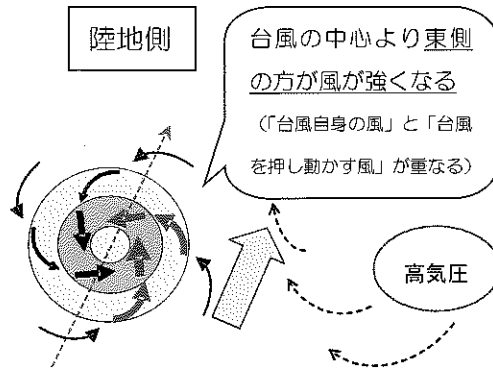 陸地側
台風の中心より東側
の方が風が強くなる
（「台風自身の風」と「台風
を押し動かす風」が重なる）
高気圧